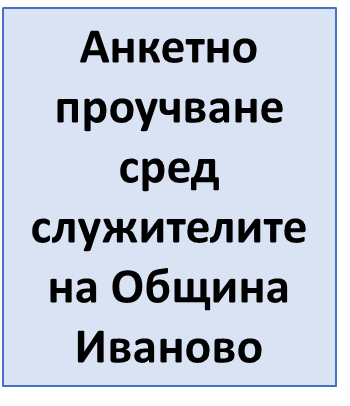 Анкетно
проучване
сред
служителите
на Община
Иваново